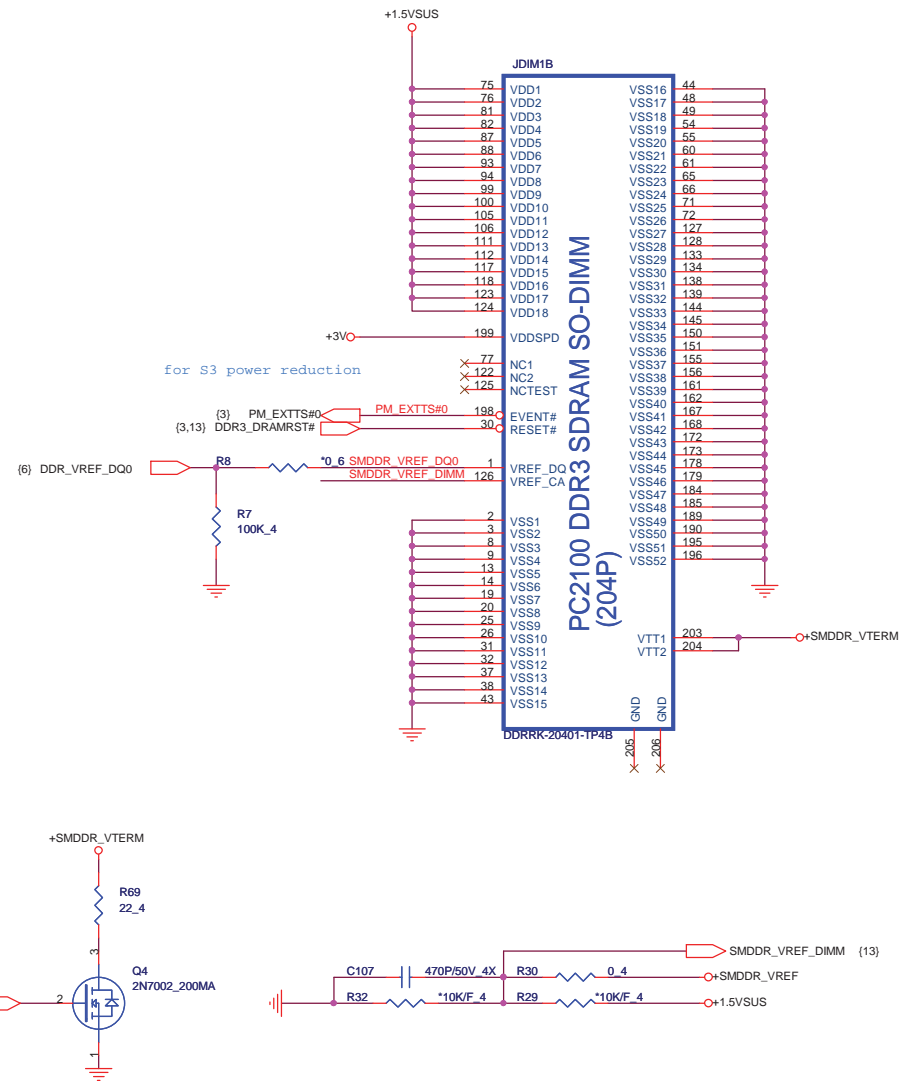 +1.5VSUS
JDIM1B
75 VDD1 VSS16 44
76 VDD2 VSS17 48
81 VDD3 VSS18 49
82 VDD4 VSS19 54
87 VDD5 VSS20 55
88 VDD6 VSS21 60
93 VDD7 VSS22 61
94 VDD8 VSS23 65
99 VDD9 VSS24 66
100 VDD10 VSS25 71
105 VDD11 VSS26 72
106 VDD12 VSS27 127
111 VDD13 VSS28 128
112 VDD14 VSS29 133
117 VDD15 VSS30 134
118 VDD16 VSS31 138
123 VDD17 VSS32 139
124 VDD18 VSS33 144
VSS34 145
+3V 199 VDDSPD VSS35 150
VSS36 151
for S3 power reduction
77 NC1 VSS37 155
122 NC2 VSS38 156
125 NCTEST VSS39 161
VSS40 162
{3} PM_EXTTS#0 PM_EXTTS#0 198 EVENT# VSS41 167
{3,13} DDR3_DRAMRST# 30 RESET# VSS42 168
VSS43 172
VSS44 173
{6} DDR_VREF_DQ0 R8 *0_6 SMDDR_VREF_DQ0 1 VREF_DQ VSS45 178
SMDDR_VREF_DIMM 126 VREF_CA VSS46 179
VSS47 184
VSS48 185
R7
100K_4
2 VSS1 VSS49 189
3 VSS2 VSS50 190
8 VSS3 VSS51 195
9 VSS4 VSS52 196
13 VSS5
14 VSS6
19 VSS7
20 VSS8
25 VSS9
26 VSS10 VTT1 203 +SMDDR_VTERM
31 VSS11 VTT2 204
32 VSS12
37 VSS13
38 VSS14
43 VSS15
PC2100 DDR3 SDRAM SO-DIMM
(204P)
GND GND
205 206
DDRRK-20401-TP4B
+SMDDR_VTERM
R69
22_4
3
Q4
2N7002_200MA
2
1
SMDDR_VREF_DIMM {13}
C107 470P/50V_4X R30 0_4 +SMDDR_VREF
R32 *10K/F_4 R29 *10K/F_4 +1.5VSUS